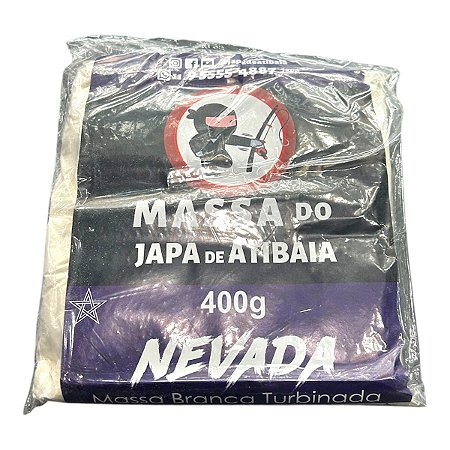 MASSA DO
JAPA DE ATIBAIA
400g
NEVADA
Massa Branca Turbinada